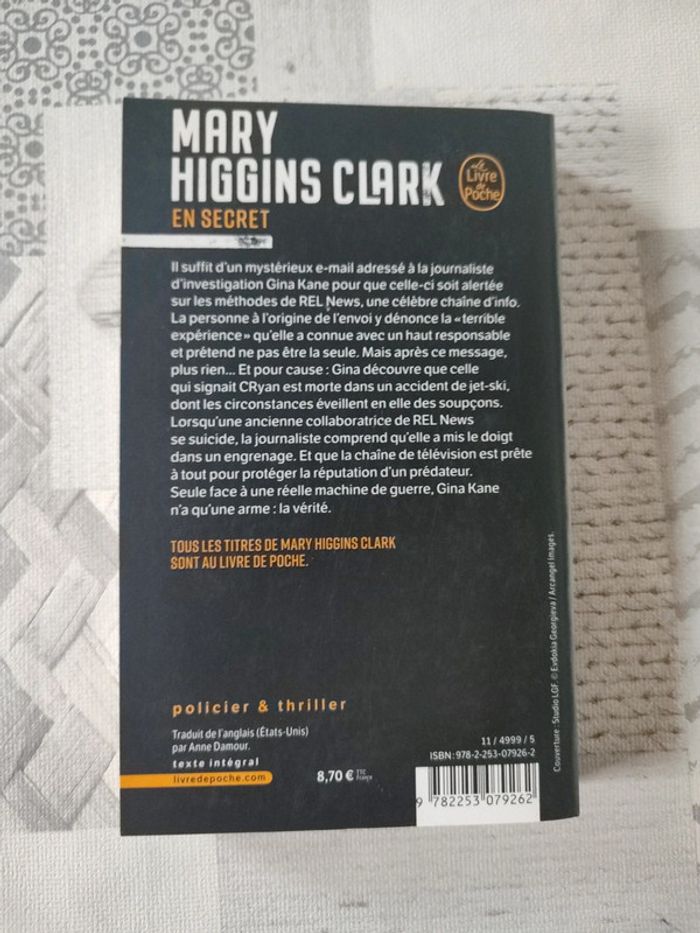 MARY
HIGGINS CLARK
Le
Livre
de
Poche
EN SECRET
Il suffit d'un mystérieux e-mail adressé à la journaliste
d'investigation Gina Kane pour que celle-ci soit alertée
sur les méthodes de REL News, une célèbre chaîne d'info.
La personne à l'origine de l'envoi y dénonce la « terrible
expérience » qu'elle a connue avec un haut responsable
et prétend ne pas être la seule. Mais après ce message,
plus rien... Et pour cause : Gina découvre que celle
qui signait CRyan est morte dans un accident de jet-ski,
dont les circonstances éveillent en elle des soupçons.
Lorsqu'une ancienne collaboratrice de REL News
se suicide, la journaliste comprend qu'elle a mis le doigt
dans un engrenage. Et que la chaîne de télévision est prête
à tout pour protéger la réputation d'un prédateur.
Seule face à une réelle machine de guerre, Gina Kane
n'a qu'une arme : la vérité.
TOUS LES TITRES DE MARY HIGGINS CLARK
SONT AU LIVRE DE POCHE.
policier & thriller
Traduit de l'anglais (États-Unis)
par Anne Damour.
texte intégral
livredepoche.com
8,70 € TTC
France
11 / 4999 / 5
ISBN : 978-2-253-07926-2
9 782253 079262
Couverture : Studio LGF. © Evdokia Georgieva / Arcangel Images.